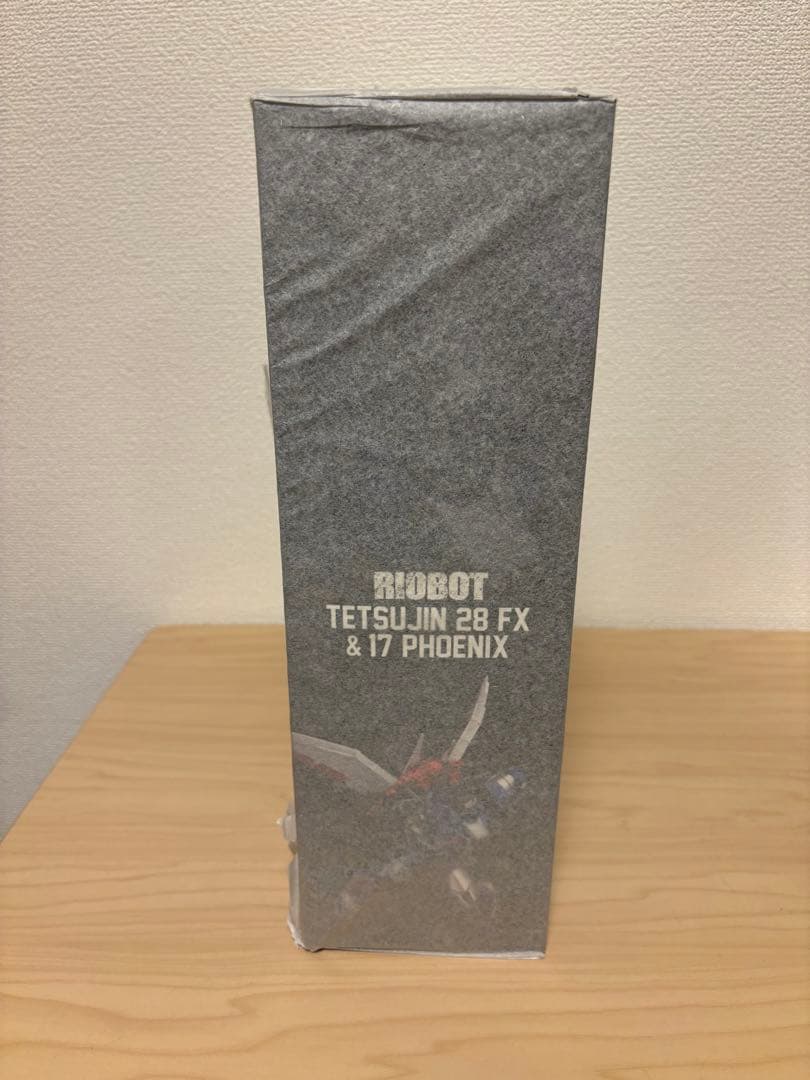 RIOBOT
TETSUJIN 28 FX
& 17 PHOENIX